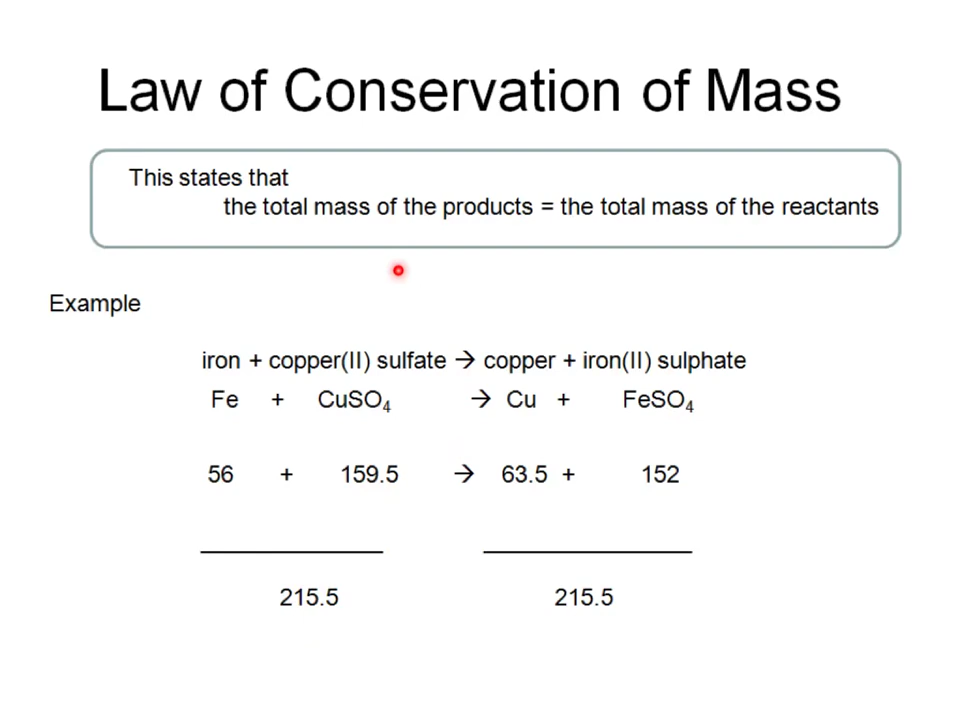 Law of Conservation of Mass
This states that
the total mass of the products = the total mass of the reactants
Example
iron + copper(II) sulfate → copper + iron(II) sulphate
Fe + CuSO₄ → Cu + FeSO₄
56 + 159.5 → 63.5 + 152
215.5 215.5